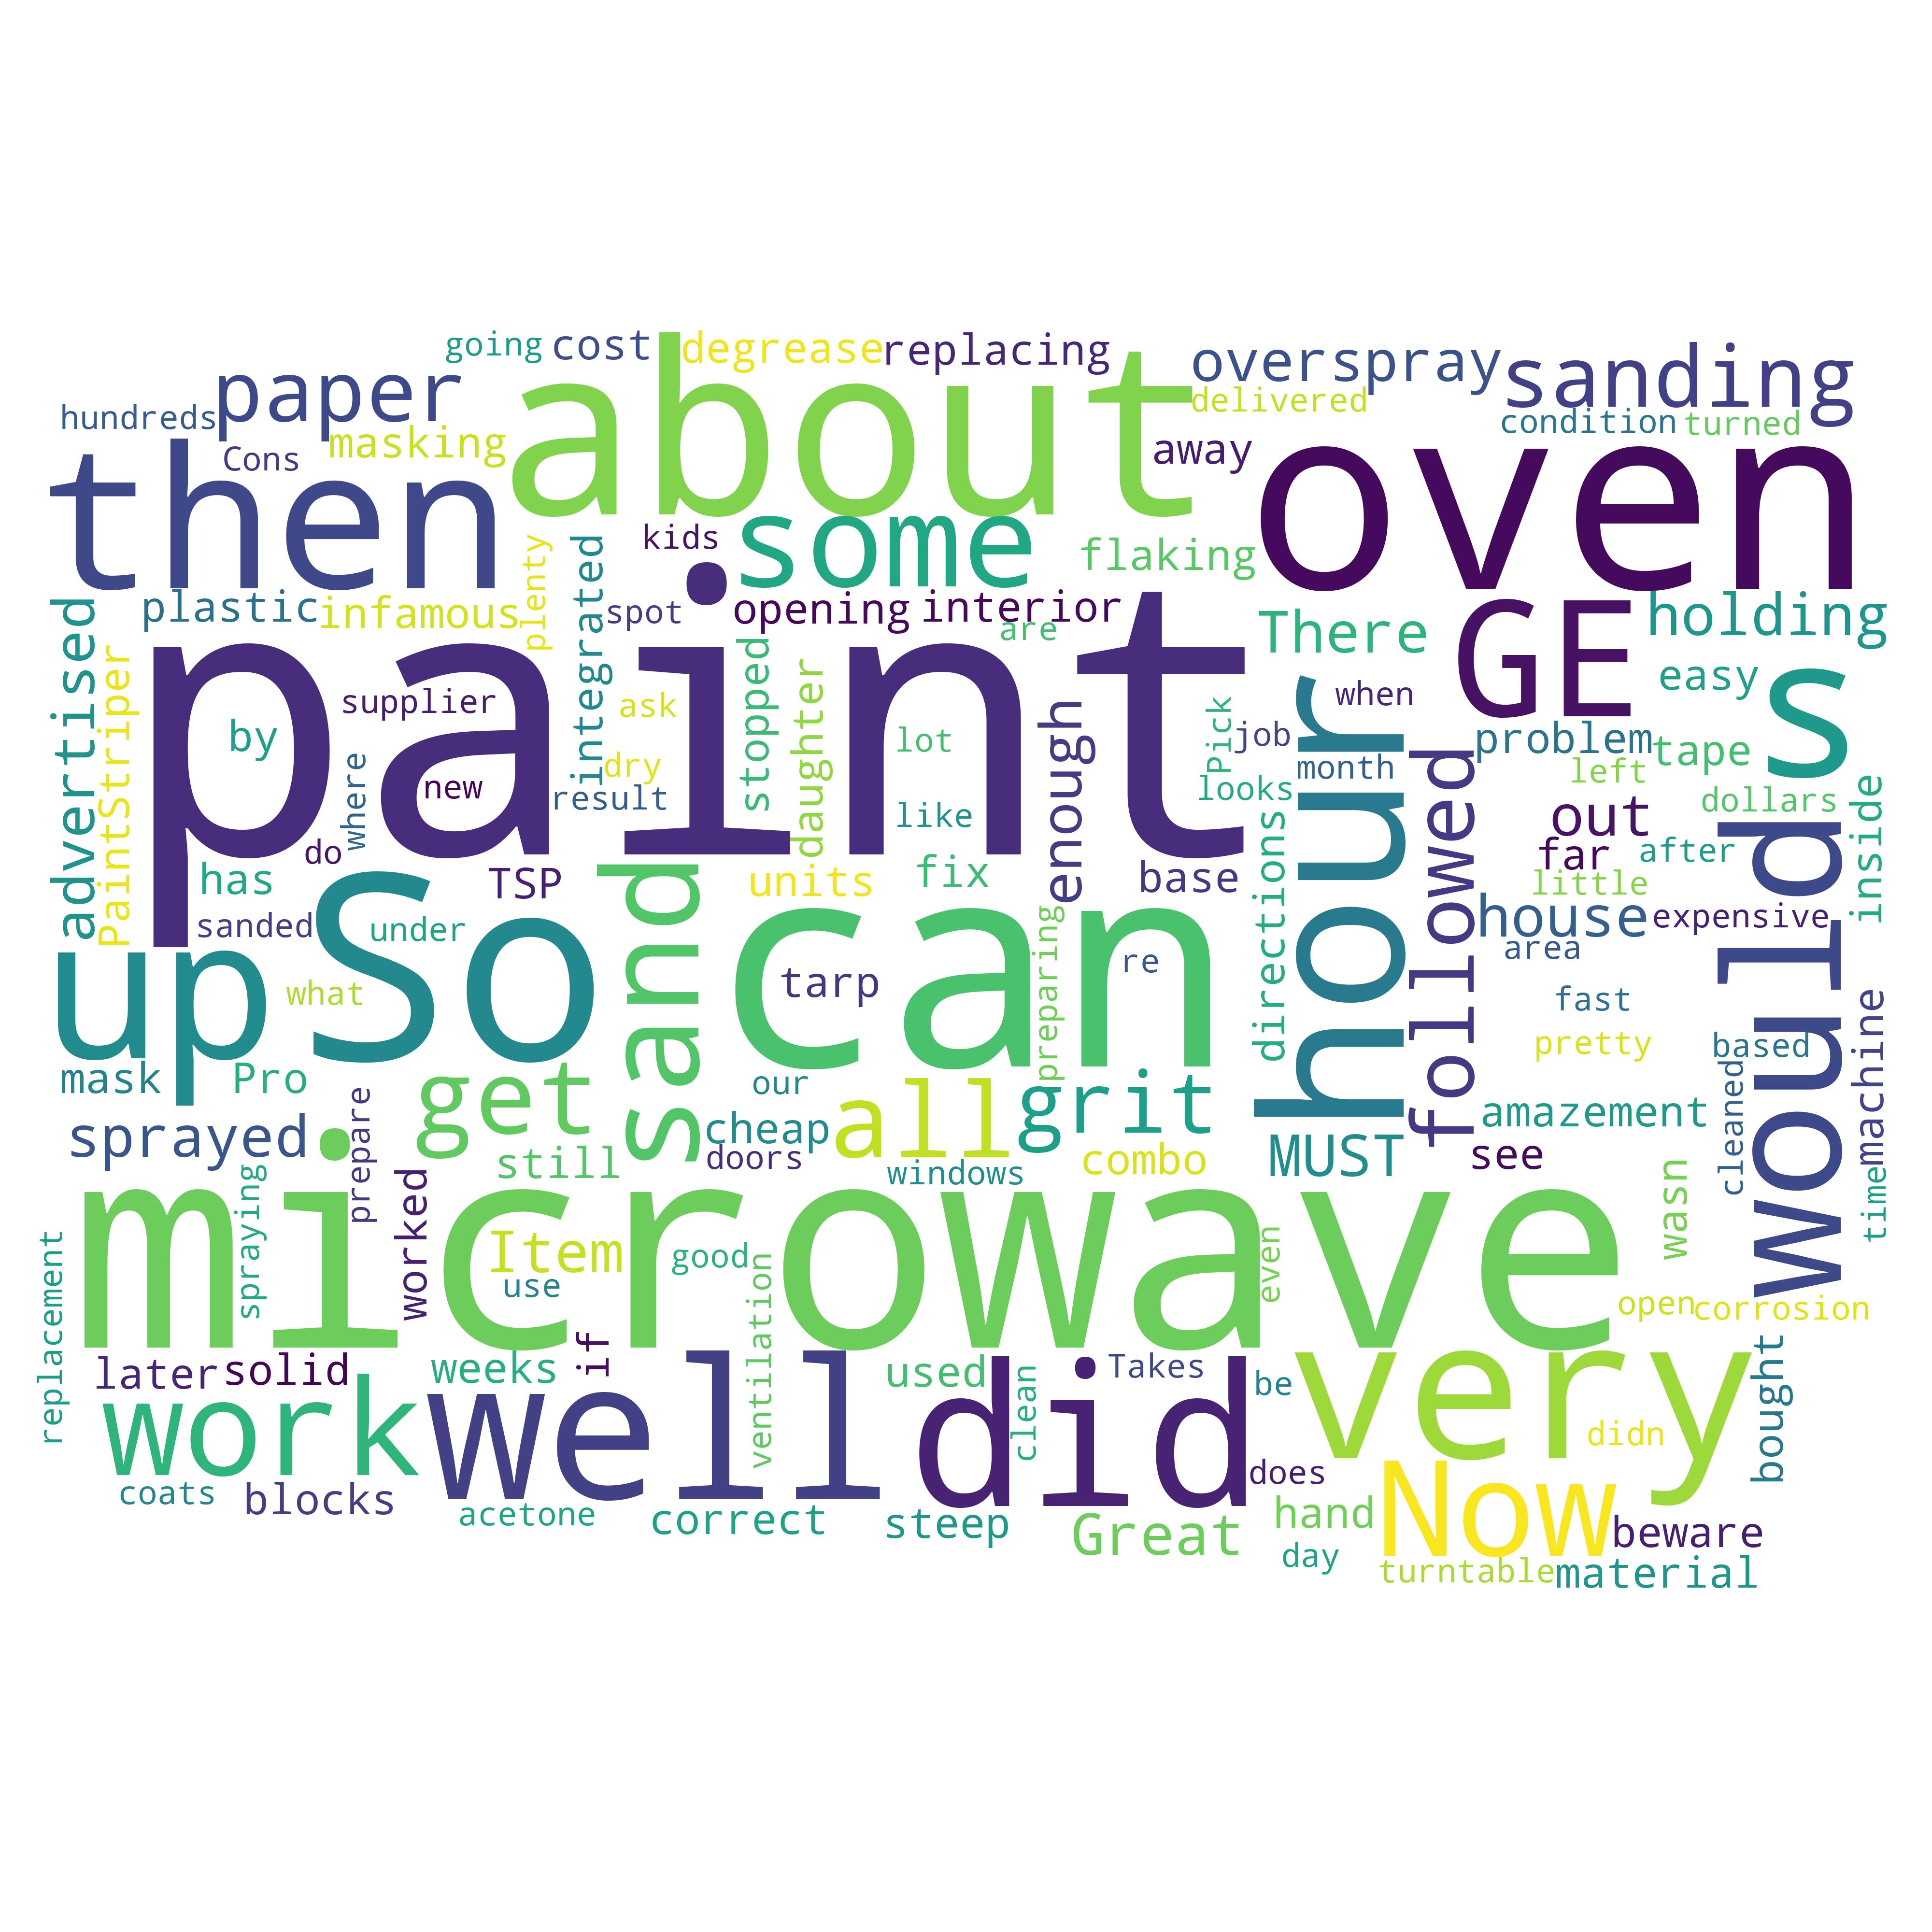 going
cost
degrease
replacing
overspray
sanding
paper
about
delivered
hundreds
masking
condition
turned
Cons
away
oven
then
some
kids
flaking
plenty
integrated
plastic
infamous
spot
opening
interior
are
There
GE
holding
advertised
PaintStriper
paint
stopped
daughter
easy
s
supplier
ask
enough
Pick
when
hour
by
lot
job
problem
tape
where
dry
month
left
new
result
looks
followed
like
out
dollars
inside
do
far
after
would
has
TSP
sand
units
fix
base
directions
little
sanded
under
house
expensive
up
so
can
preparing
area
what
tarp
re
fast
pretty
based
machine
mask
Pro
get
our
all
grit
amazement
cleaned
sprayed
prepare
cheap
MUST
see
still
doors
windows
combo
wasn
time
spraying
worked
microwave
replacement
Item
good
ventilation
even
use
open
corrosion
later
solid
weeks
if
used
clean
Takes
be
very
bought
work
well
did
didn
coats
blocks
does
Now
acetone
correct
steep
Great
hand
beware
day
turntable
material